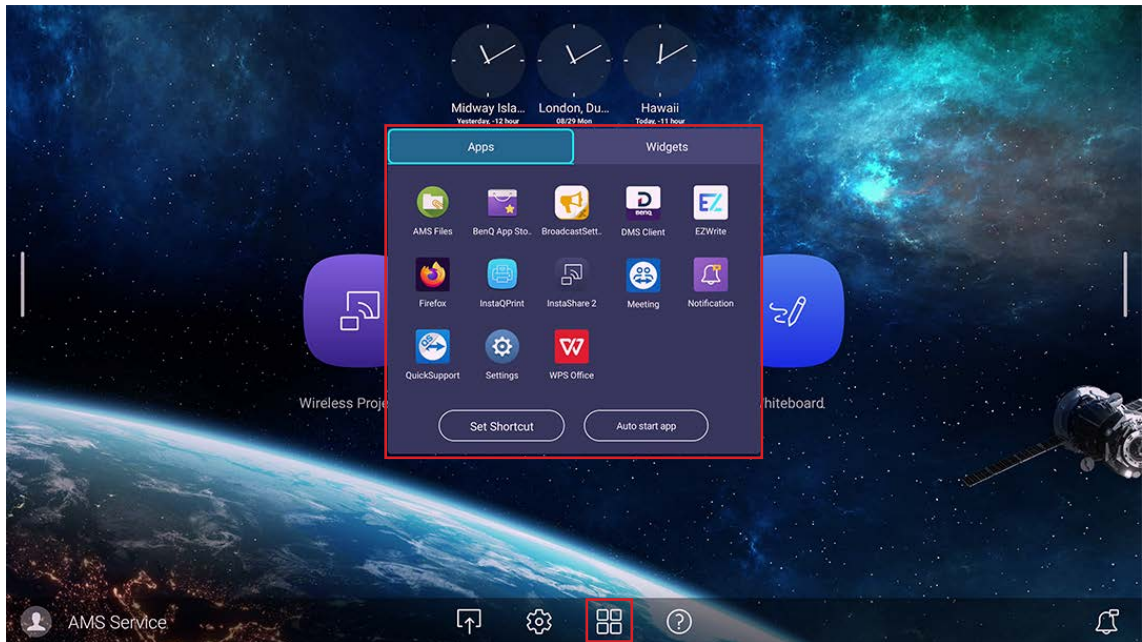 Midway Isla...
Yesterday, -12 hour
London, Du...
08/29 Mon
Hawaii
Today, -11 hour
Apps
Widgets
AMS Files
BenQ App Sto..
BroadcastSett..
DMS Client
EZWrite
Firefox
InstaQPrint
InstaShare 2
Meeting
Notification
QuickSupport
Settings
WPS Office
Wireless Proje
hiteboard
Set Shortcut
Auto start app
AMS Service